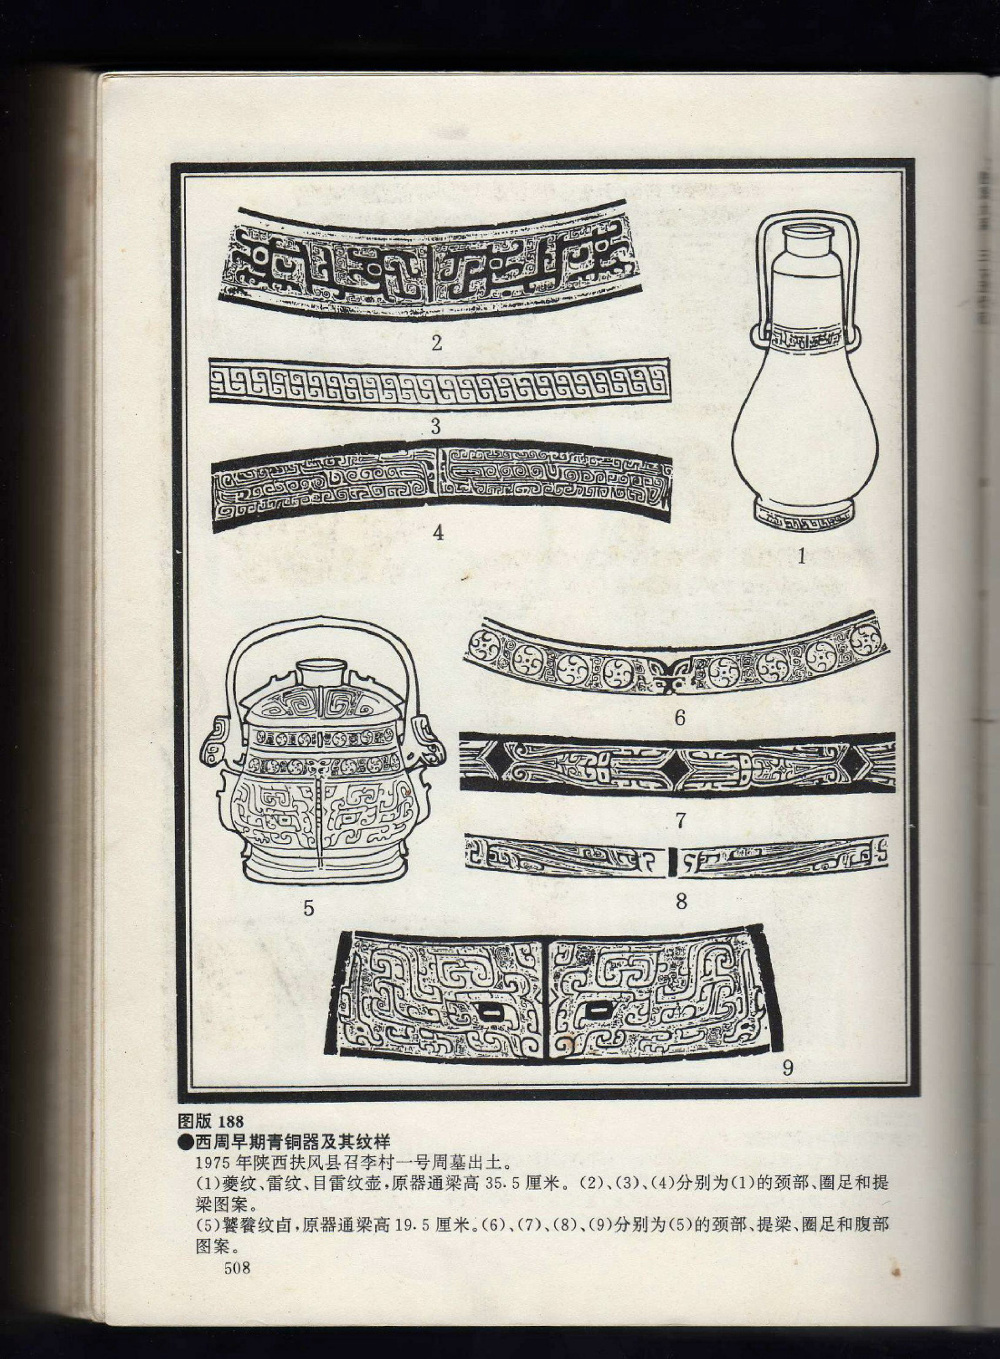 2
3
4
1
6
7
5
8
9
图版 188
●西周早期青铜器及其纹样
1975 年陕西扶风县召李村一号周墓出土。
(1)夔纹、雷纹、目雷纹壶,原器通梁高 35.5 厘米。(2)、(3)、(4)分别为(1)的颈部、圈足和提
梁图案。
(5)饕餮纹卣,原器通梁高 19.5 厘米。(6)、(7)、(8)、(9)分别为(5)的颈部、提梁、圈足和腹部
图案。
508